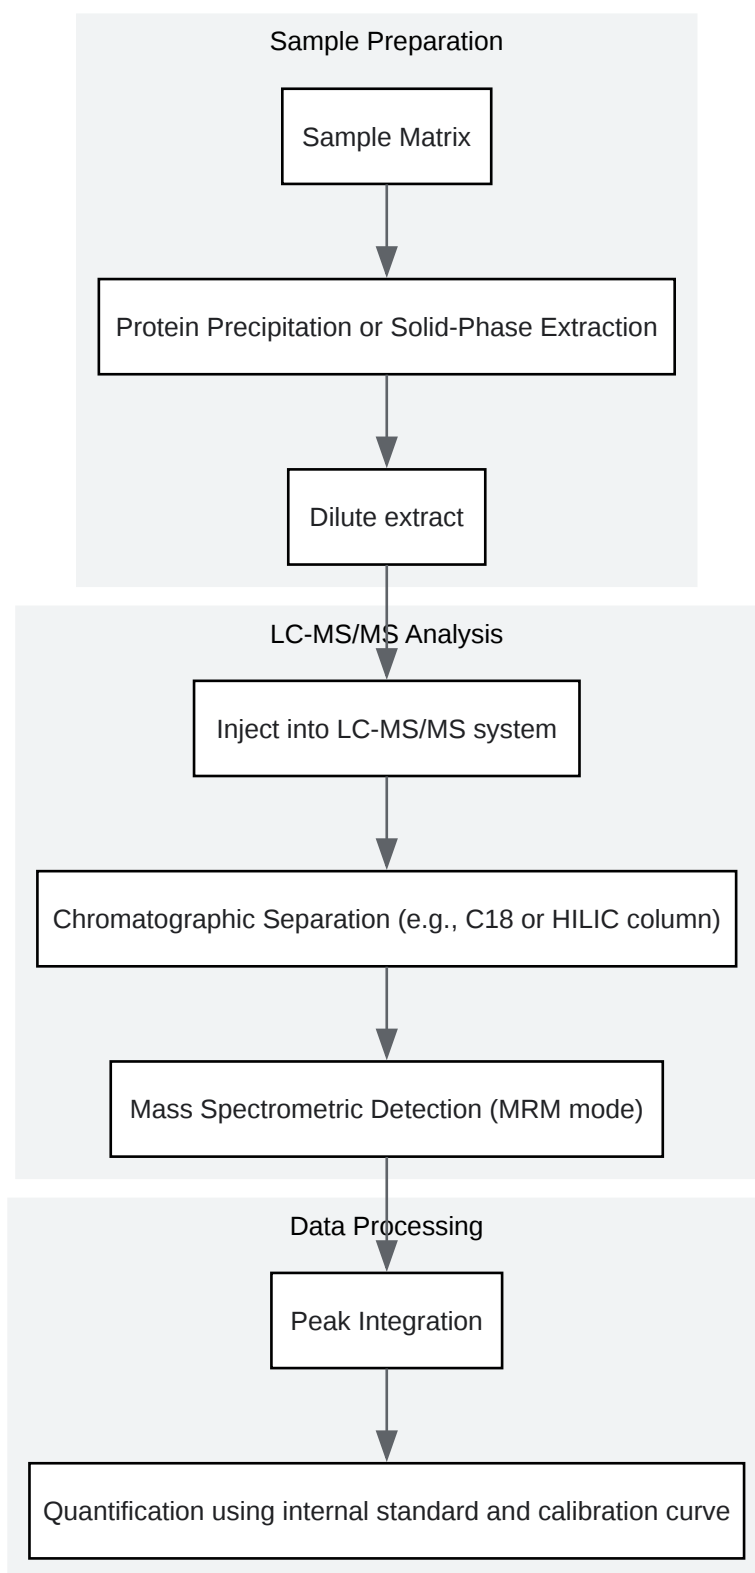 Sample Preparation
Sample Matrix
Protein Precipitation or Solid-Phase Extraction
Dilute extract
LC-MS/MS Analysis
Inject into LC-MS/MS system
Chromatographic Separation (e.g., C18 or HILIC column)
Mass Spectrometric Detection (MRM mode)
Data Processing
Peak Integration
Quantification using internal standard and calibration curve